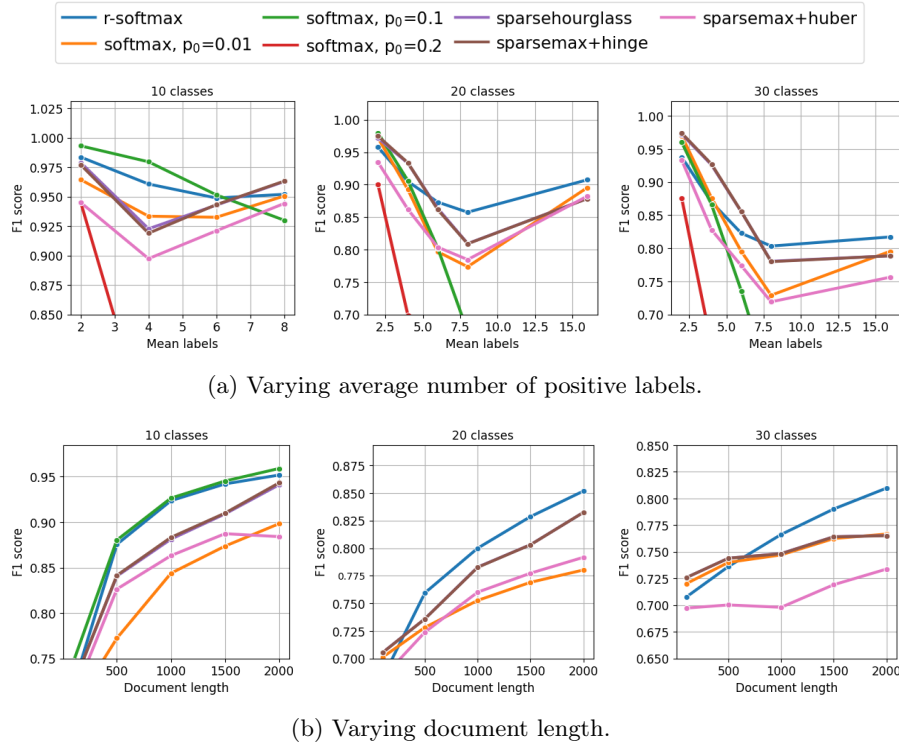 r-softmax softmax, p₀=0.1 sparsehourglass sparsemax+huber
softmax, p₀=0.01 softmax, p₀=0.2 sparsemax+hinge
10 classes 20 classes 30 classes
1.025
1.000
0.975
0.950
0.925
0.900
0.875
0.850
F1 score
2 3 4 5 6 7 8
Mean labels
1.00
0.95
0.90
0.85
0.80
0.75
0.70
F1 score
2.5 5.0 7.5 10.0 12.5 15.0
Mean labels
1.00
0.95
0.90
0.85
0.80
0.75
0.70
F1 score
2.5 5.0 7.5 10.0 12.5 15.0
Mean labels
(a) Varying average number of positive labels.
10 classes 20 classes 30 classes
0.95
0.90
0.85
0.80
0.75
F1 score
500 1000 1500 2000
Document length
0.875
0.850
0.825
0.800
0.775
0.750
0.725
0.700
F1 score
500 1000 1500 2000
Document length
0.850
0.825
0.800
0.775
0.750
0.725
0.700
0.675
0.650
F1 score
500 1000 1500 2000
Document length
(b) Varying document length.